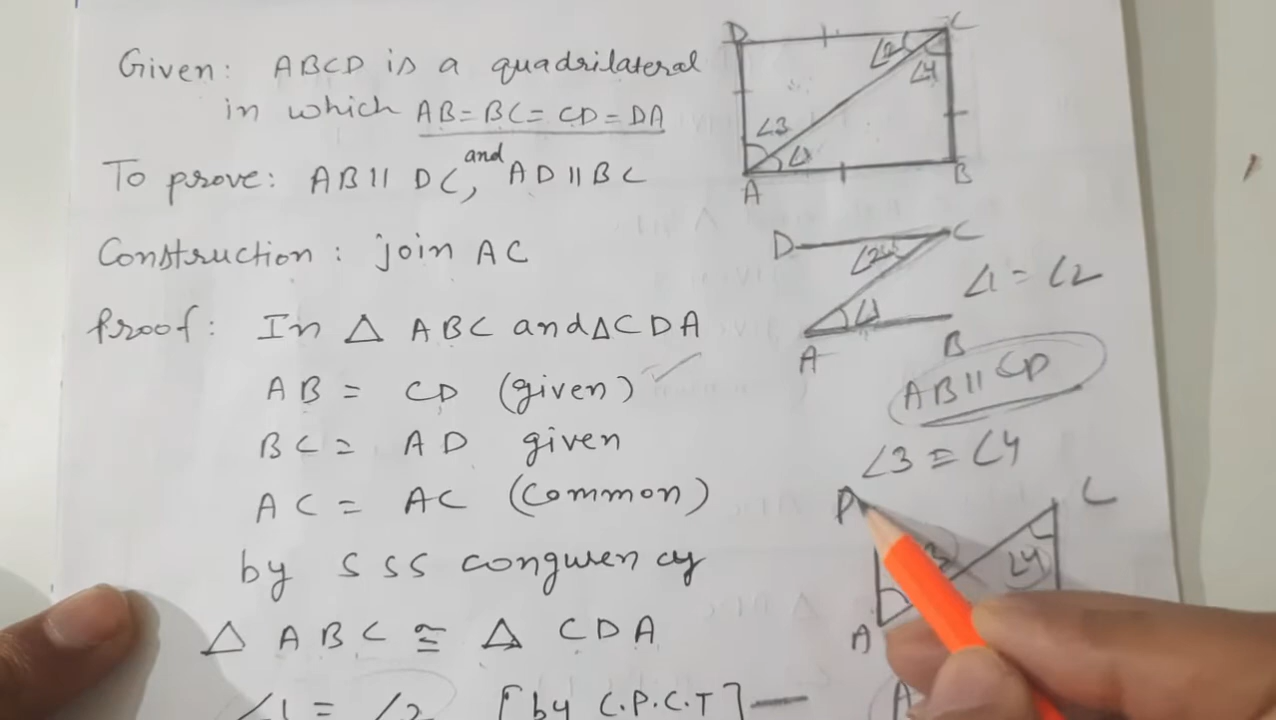 Given: ABCD is a quadrilateral
in which AB = BC = CD = DA
To prove: AB || DC, and AD || BC
Construction: join AC
Proof: In △ ABC and △CDA
AB = CD (given)
BC = AD given
AC = AC (Common)
by SSS congruency
△ ABC ≅ △ CDA
∠1 = ∠2 [by C.P.C.T] —
D C
∠2
∠4
∠3
∠1
A B
D C
∠2
∠1
A B
∠1 = ∠2
AB || CD
∠3 = ∠4
D C
∠4
A